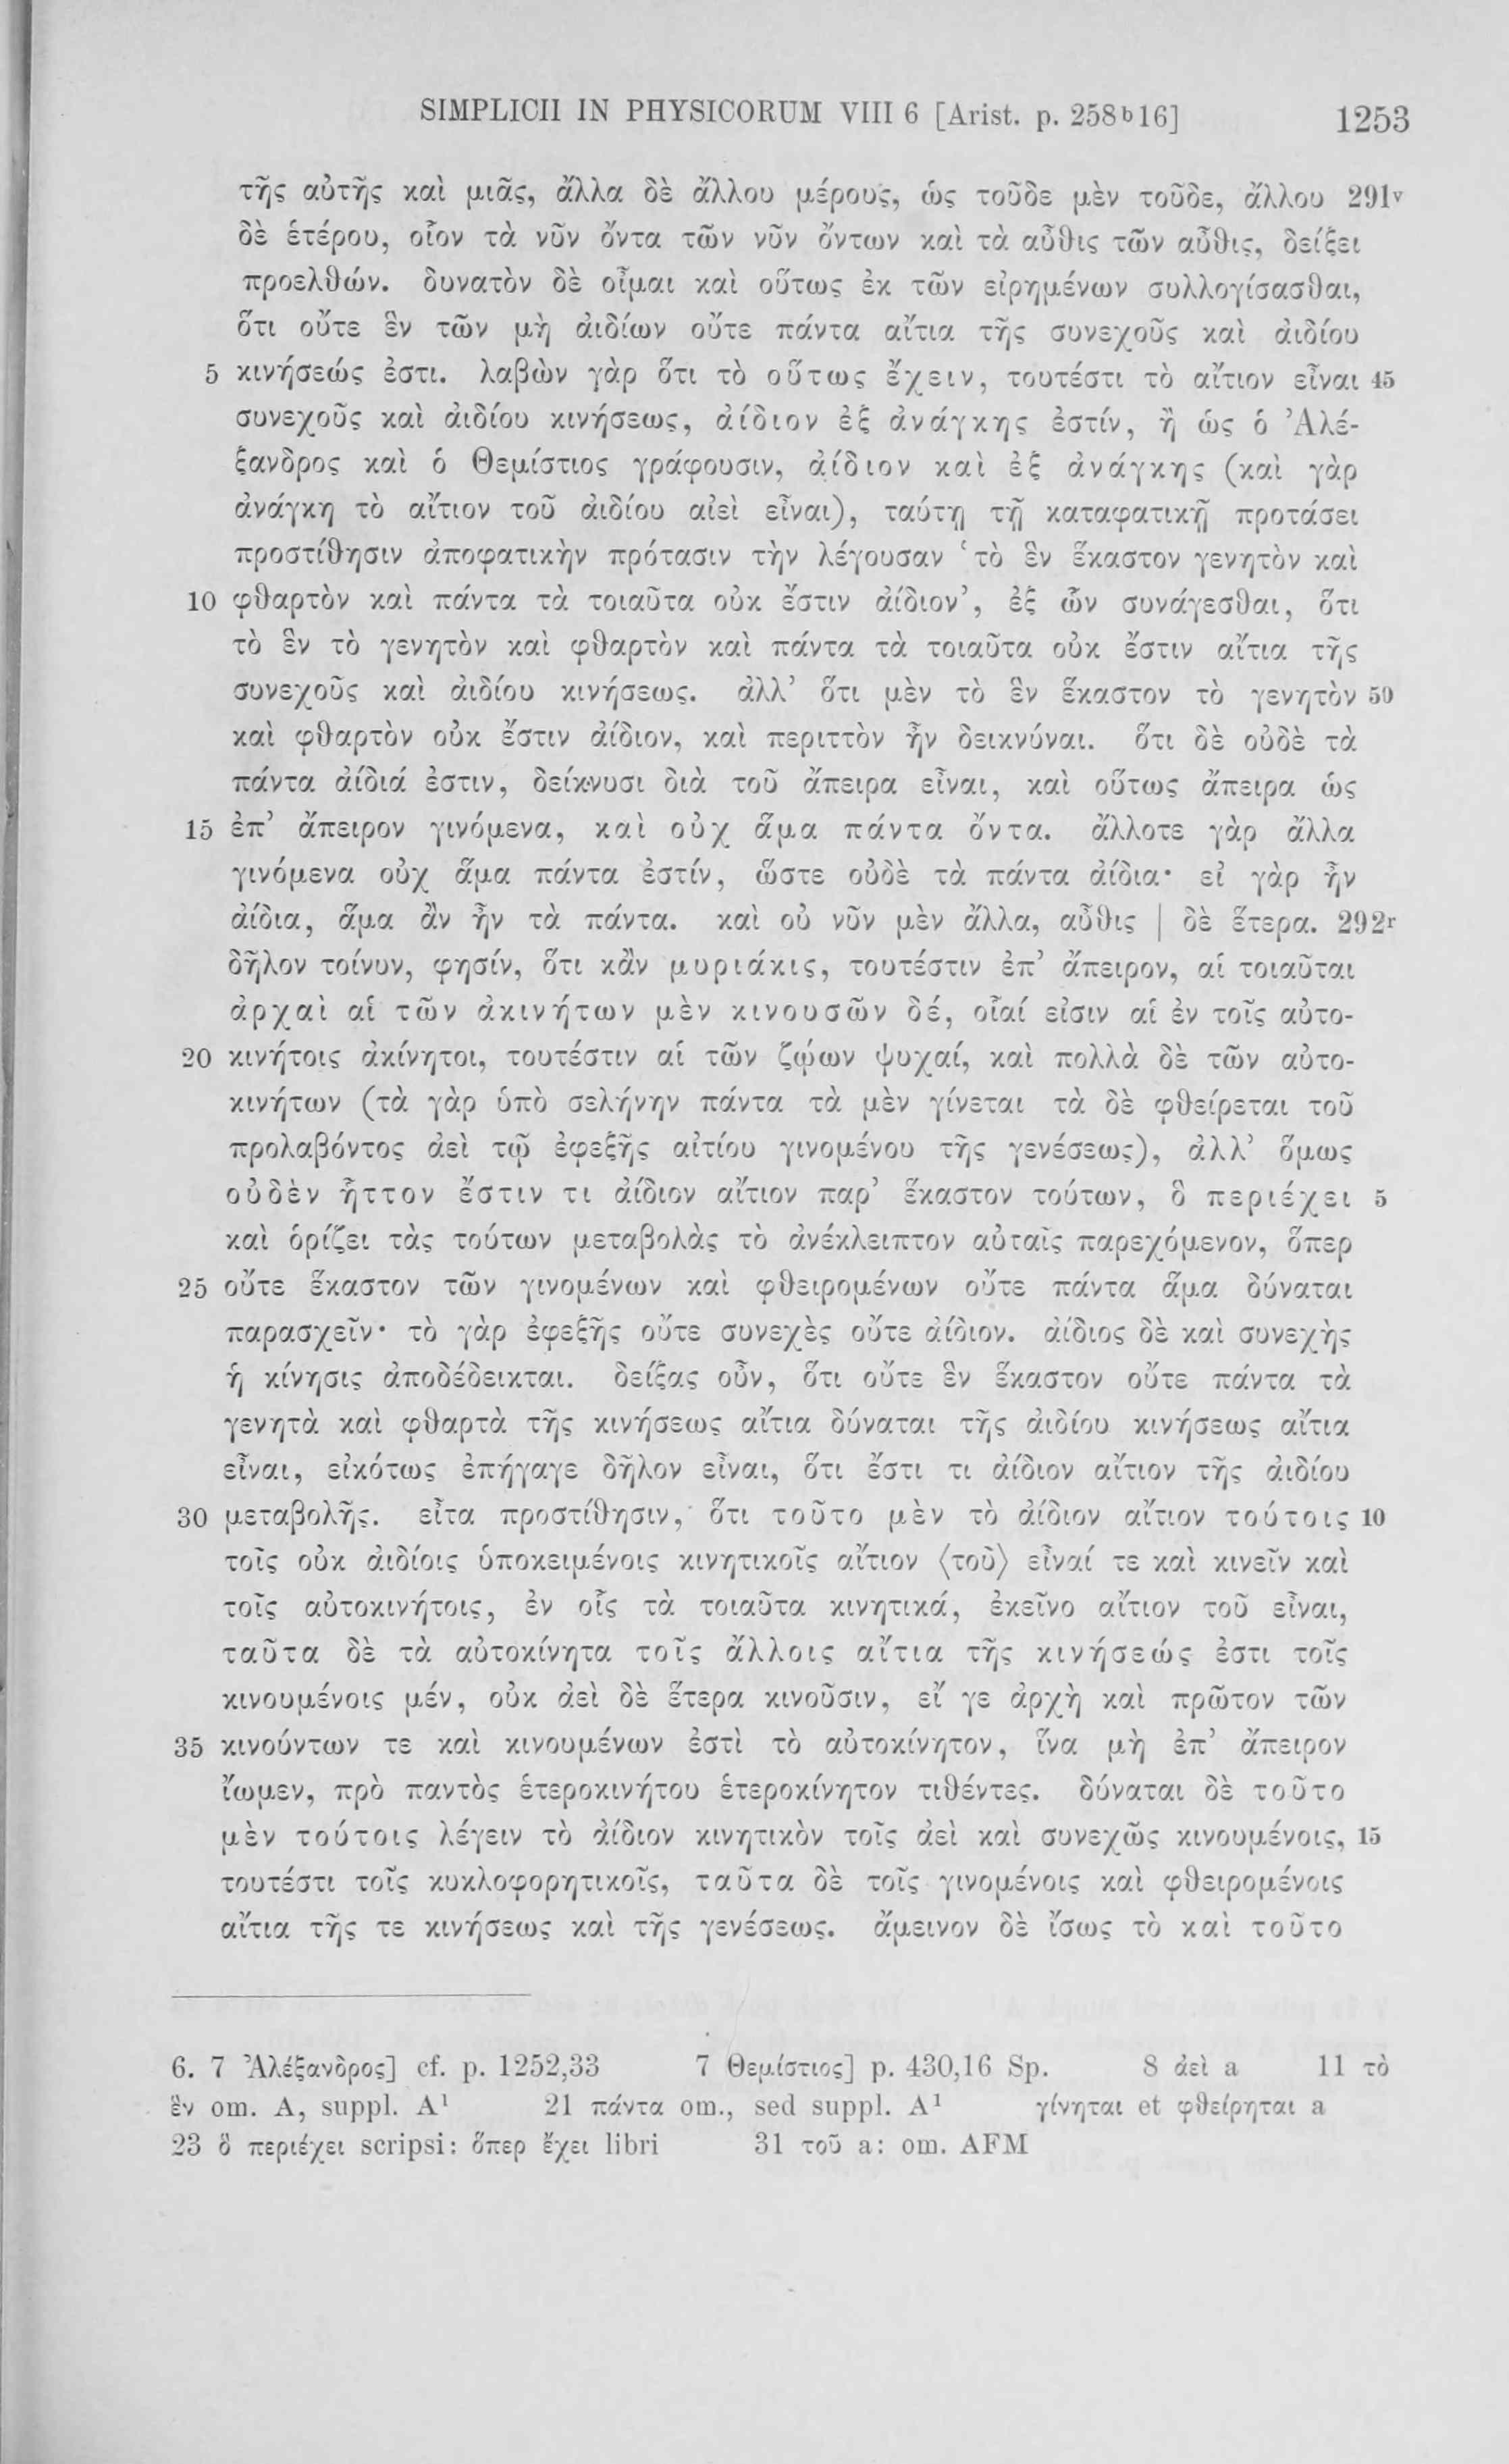 SIMPLICII IN PHYSICORUM VIII 6 [Arist. p. 258b16] 1253
τῆς αὐτῆς καὶ μιᾶς, ἄλλα δὲ ἄλλου μέρους, ὡς τοῦδε μὲν τοῦδε, ἄλλου 291v
δὲ ἑτέρου, οἷον τὰ νῦν ὄντα τῶν νῦν ὄντων καὶ τὰ αὖθις τῶν αὖθις, δείξει
προελθών. δυνατὸν δὲ οἶμαι καὶ οὕτως ἐκ τῶν εἰρημένων συλλογίσασθαι,
ὅτι οὔτε ἓν τῶν μὴ ἀιδίων οὔτε πάντα αἴτια τῆς συνεχοῦς καὶ ἀιδίου
5 κινήσεώς ἐστι. λαβὼν γὰρ ὅτι τὸ οὕτως ἔχειν, τουτέστι τὸ αἴτιον εἶναι 45
συνεχοῦς καὶ ἀιδίου κινήσεως, ἀίδιον ἐξ ἀνάγκης ἐστίν, ἢ ὡς ὁ Ἀλέ-
ξανδρος καὶ ὁ Θεμίστιος γράφουσιν, ἀίδιον καὶ ἐξ ἀνάγκης (καὶ γὰρ
ἀνάγκη τὸ αἴτιον τοῦ ἀιδίου αἰεὶ εἶναι), ταύτῃ τῇ καταφατικῇ προτάσει
προστίθησιν ἀποφατικὴν πρότασιν τὴν λέγουσαν ‘τὸ ἓν ἕκαστον γενητὸν καὶ
10 φθαρτὸν καὶ πάντα τὰ τοιαῦτα οὐκ ἔστιν ἀίδιον’, ἐξ ὧν συνάγεσθαι, ὅτι
τὸ ἓν τὸ γενητὸν καὶ φθαρτὸν καὶ πάντα τὰ τοιαῦτα οὐκ ἔστιν αἴτια τῆς
συνεχοῦς καὶ ἀιδίου κινήσεως. ἀλλ’ ὅτι μὲν τὸ ἓν ἕκαστον τὸ γενητὸν 50
καὶ φθαρτὸν οὐκ ἔστιν ἀίδιον, καὶ περιττὸν ἦν δεικνύναι. ὅτι δὲ οὐδὲ τὰ
πάντα ἀίδιά ἐστιν, δείκνυσι διὰ τοῦ ἄπειρα εἶναι, καὶ οὕτως ἄπειρα ὡς
15 ἐπ’ ἄπειρον γινόμενα, καὶ οὐχ ἅμα πάντα ὄντα. ἄλλοτε γὰρ ἄλλα
γινόμενα οὐχ ἅμα πάντα ἐστίν, ὥστε οὐδὲ τὰ πάντα ἀίδια· εἰ γὰρ ἦν
ἀίδια, ἅμα ἂν ἦν τὰ πάντα. καὶ οὐ νῦν μὲν ἄλλα, αὖθις | δὲ ἕτερα. 292r
δῆλον τοίνυν, φησίν, ὅτι κἂν μυριάκις, τουτέστιν ἐπ’ ἄπειρον, αἱ τοιαῦται
ἀρχαὶ αἱ τῶν ἀκινήτων μὲν κινουσῶν δέ, οἷαί εἰσιν αἱ ἐν τοῖς αὐτο-
20 κινήτοις ἀκίνητοι, τουτέστιν αἱ τῶν ζῴων ψυχαί, καὶ πολλὰ δὲ τῶν αὐτο-
κινήτων (τὰ γὰρ ὑπὸ σελήνην πάντα τὰ μὲν γίνεται τὰ δὲ φθείρεται τοῦ
προλαβόντος ἀεὶ τῷ ἐφεξῆς αἰτίου γινομένου τῆς γενέσεως), ἀλλ’ ὅμως
οὐδὲν ἧττον ἔστιν τι ἀίδιον αἴτιον παρ’ ἕκαστον τούτων, ὃ περιέχει 5
καὶ ὁρίζει τὰς τούτων μεταβολὰς τὸ ἀνέκλειπτον αὐταῖς παρεχόμενον, ὅπερ
25 οὔτε ἕκαστον τῶν γινομένων καὶ φθειρομένων οὔτε πάντα ἅμα δύναται
παρασχεῖν· τὸ γὰρ ἐφεξῆς οὔτε συνεχὲς οὔτε ἀίδιον. ἀίδιος δὲ καὶ συνεχὴς
ἡ κίνησις ἀποδέδεικται. δείξας οὖν, ὅτι οὔτε ἓν ἕκαστον οὔτε πάντα τὰ
γενητὰ καὶ φθαρτὰ τῆς κινήσεως αἴτια δύναται τῆς ἀιδίου κινήσεως αἴτια
εἶναι, εἰκότως ἐπήγαγε δῆλον εἶναι, ὅτι ἔστι τι ἀίδιον αἴτιον τῆς ἀιδίου
30 μεταβολῆς. εἶτα προστίθησιν, ὅτι τοῦτο μὲν τὸ ἀίδιον αἴτιον τούτοις 10
τοῖς οὐκ ἀιδίοις ὑποκειμένοις κινητικοῖς αἴτιον ⟨τοῦ⟩ εἶναί τε καὶ κινεῖν καὶ
τοῖς αὐτοκινήτοις, ἐν οἷς τὰ τοιαῦτα κινητικά, ἐκεῖνο αἴτιον τοῦ εἶναι,
ταῦτα δὲ τὰ αὐτοκίνητα τοῖς ἄλλοις αἴτια τῆς κινήσεώς ἐστι τοῖς
κινουμένοις μέν, οὐκ ἀεὶ δὲ ἕτερα κινοῦσιν, εἴ γε ἀρχὴ καὶ πρῶτον τῶν
35 κινούντων τε καὶ κινουμένων ἐστὶ τὸ αὐτοκίνητον, ἵνα μὴ ἐπ’ ἄπειρον
ἴωμεν, πρὸ παντὸς ἑτεροκινήτου ἑτεροκίνητον τιθέντες. δύναται δὲ τοῦτο
μὲν τούτοις λέγειν τὸ ἀίδιον κινητικὸν τοῖς ἀεὶ καὶ συνεχῶς κινουμένοις, 15
τουτέστι τοῖς κυκλοφορητικοῖς, ταῦτα δὲ τοῖς γινομένοις καὶ φθειρομένοις
αἴτια τῆς τε κινήσεως καὶ τῆς γενέσεως. ἄμεινον δὲ ἴσως τὸ καὶ τοῦτο
6. 7 Ἀλέξανδρος] cf. p. 1252,33 7 Θεμίστιος] p. 430,16 Sp. 8 ἀεὶ a 11 τὸ
ἓν om. A, suppl. A1 21 πάντα om., sed suppl. A1 γίνηται et φθείρηται a
23 ὃ περιέχει scripsi: ὅπερ ἔχει libri 31 τοῦ a: om. AFM